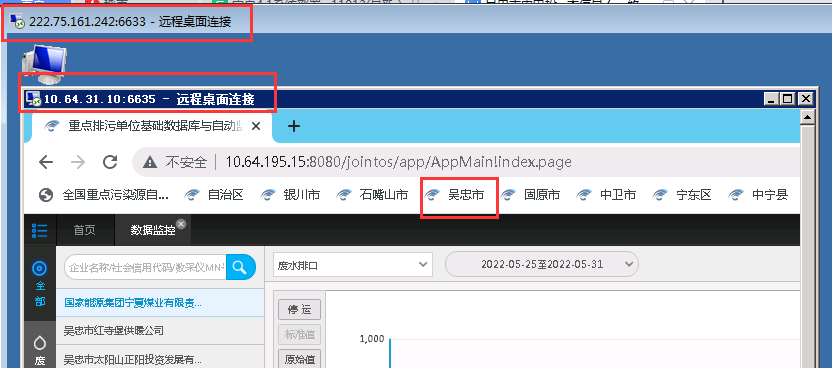 222.75.161.242:6633 - 远程桌面连接
10.64.31.10:6635 - 远程桌面连接
重点排污单位基础数据库与自动监
不安全 10.64.195.15:8080/jointos/app/AppMain!index.page
全国重点污染源自... 自治区 银川市 石嘴山市 吴忠市 固原市 中卫市 宁东区 中宁县
首页 数据监控
企业名称/社会信用代码/数采仪MN号 废水排口 2022-05-25至2022-05-31
全部
国家能源集团宁夏煤业有限责...
停运
吴忠市红寺堡供暖公司
标准值
1,000
废
吴忠市太阳山正阳投资发展有...
原始值